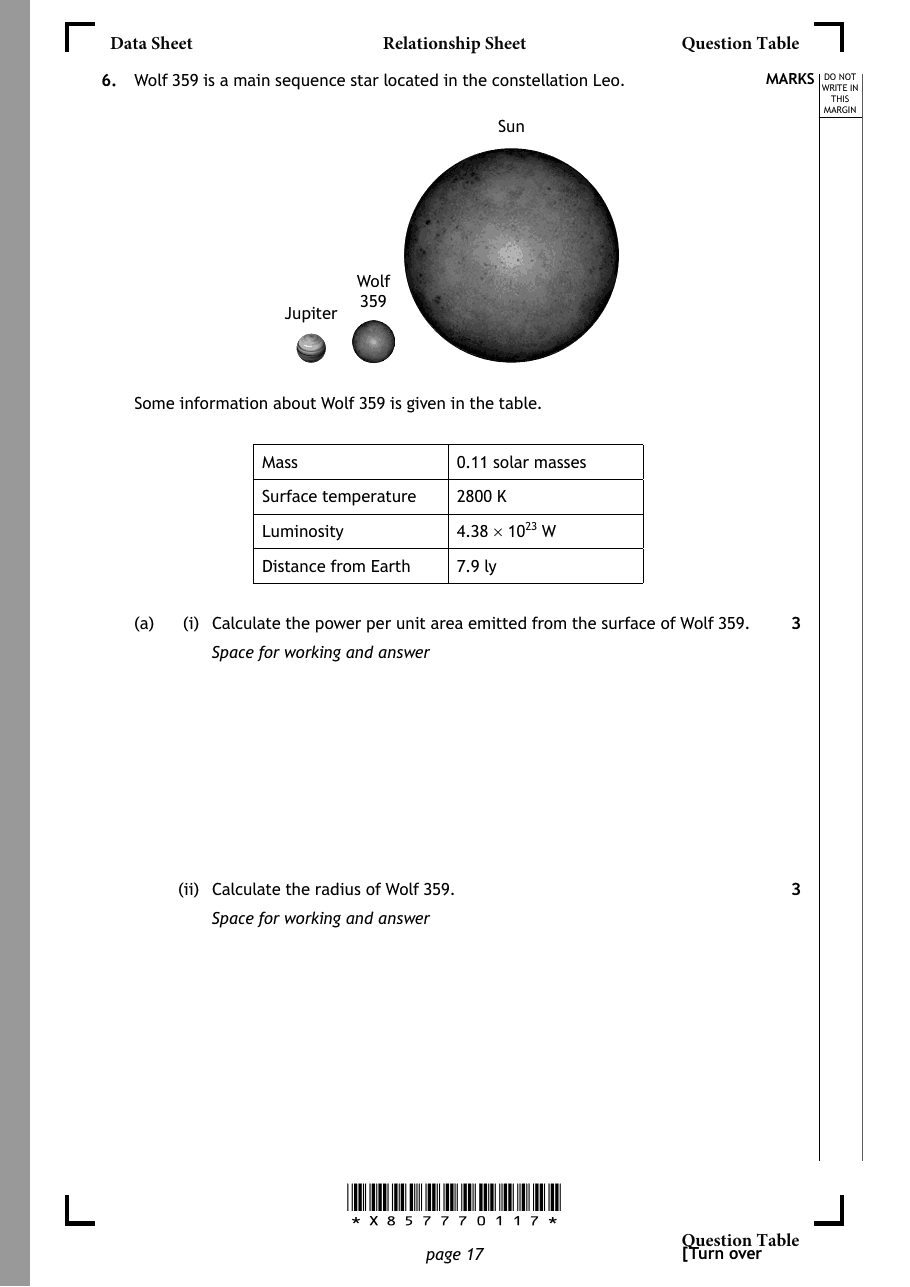 Data Sheet Relationship Sheet Question Table
6. Wolf 359 is a main sequence star located in the constellation Leo. MARKS
DO NOT
WRITE IN
THIS
MARGIN
Sun
Wolf
359
Jupiter
Some information about Wolf 359 is given in the table.
Mass 0.11 solar masses
Surface temperature 2800 K
Luminosity 4.38 × 10²³ W
Distance from Earth 7.9 ly
(a) (i) Calculate the power per unit area emitted from the surface of Wolf 359. 3
Space for working and answer
(ii) Calculate the radius of Wolf 359. 3
Space for working and answer
* X 8 5 7 7 7 0 1 1 7 *
Question Table
page 17 [Turn over